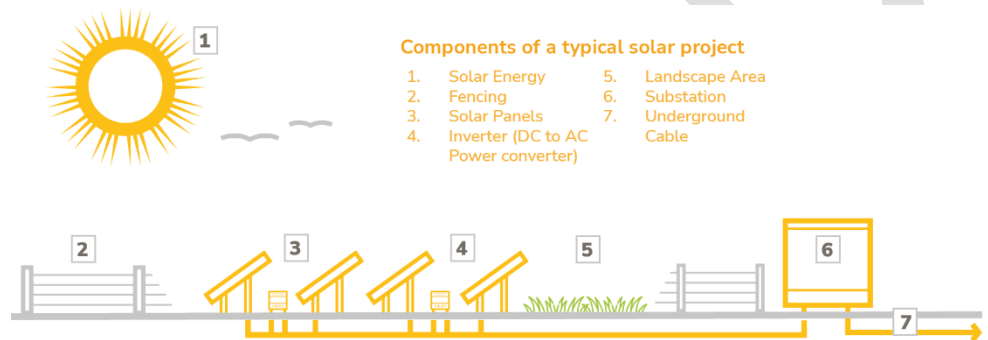 1
Components of a typical solar project
1. Solar Energy
2. Fencing
3. Solar Panels
4. Inverter (DC to AC
Power converter)
5. Landscape Area
6. Substation
7. Underground
Cable
2
3
4
5
6
7